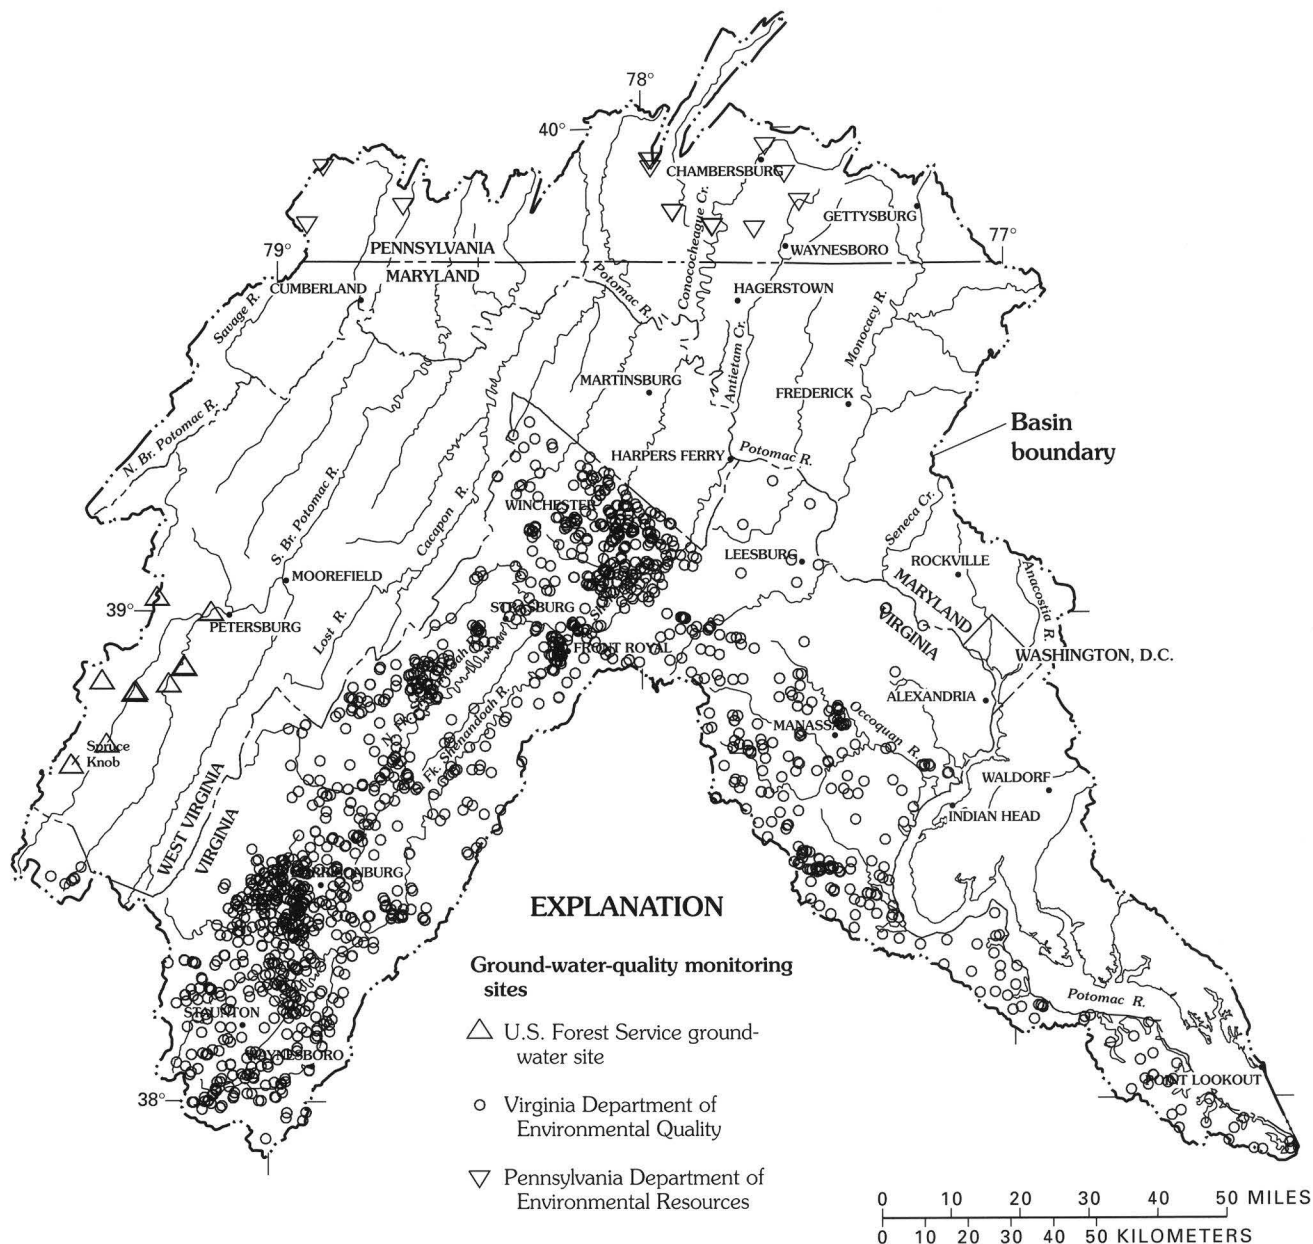 78°
40°
CHAMBERSBURG
Conococheague Cr.
GETTYSBURG
77°
79°
PENNSYLVANIA
MARYLAND
WAYNESBORO
CUMBERLAND
Savage R.
Potomac R.
HAGERSTOWN
Monocacy R.
Antietam Cr.
MARTINSBURG
FREDERICK
N. Br. Potomac R.
Basin
boundary
HARPERS FERRY
Potomac R.
S. Br. Potomac R.
Cacapon R.
WINCHESTER
Seneca Cr.
LEESBURG
ROCKVILLE
MOOREFIELD
MARYLAND
VIRGINIA
Anacostia R.
39°
PETERSBURG
Lost R.
STRASBURG
FRONT ROYAL
WASHINGTON, D.C.
ALEXANDRIA
N. Fk.
Fk. Shenandoah R.
MANASSAS
Occoquan R.
Spruce
Knob
WALDORF
INDIAN HEAD
WEST VIRGINIA
VIRGINIA
HARRISONBURG
EXPLANATION
Ground-water-quality monitoring
sites
Potomac R.
STAUNTON
U.S. Forest Service ground-
water site
WAYNESBORO
POINT LOOKOUT
38°
Virginia Department of
Environmental Quality
Pennsylvania Department of
Environmental Resources
0 10 20 30 40 50 MILES
0 10 20 30 40 50 KILOMETERS